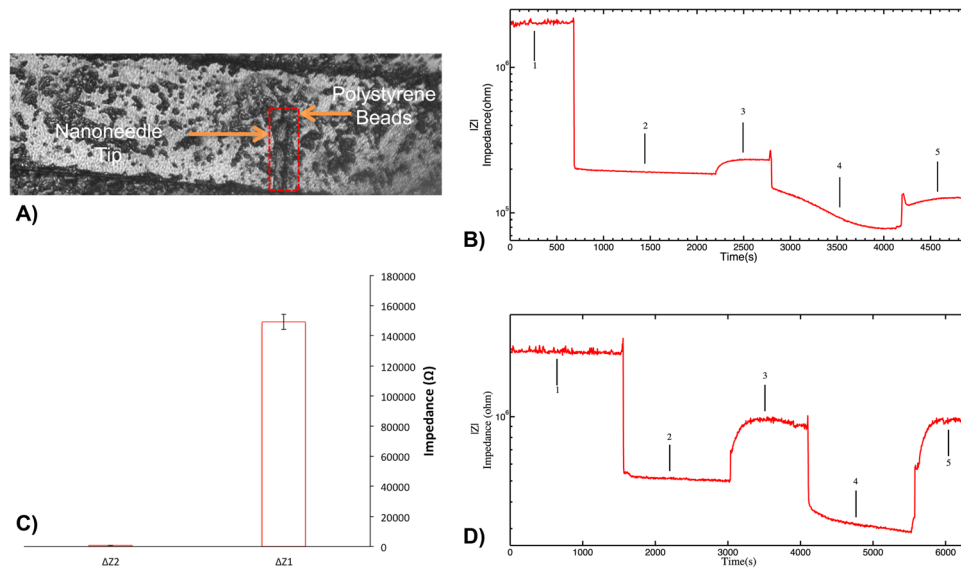 A)
Nanoneedle
Tip
Polystyrene
Beads
B)
|Z|
Impedance(ohm)
10^6
10^5
1
2
3
4
5
0 500 1000 1500 2000 2500 3000 3500 4000 4500
Time(s)
C)
180000
160000
140000
120000
100000
80000
60000
40000
20000
0
Impedance (Ω)
ΔZ2 ΔZ1
D)
|Z|
Impedance (ohm)
10^6
1
2
3
4
5
0 1000 2000 3000 4000 5000 6000
Time(s)